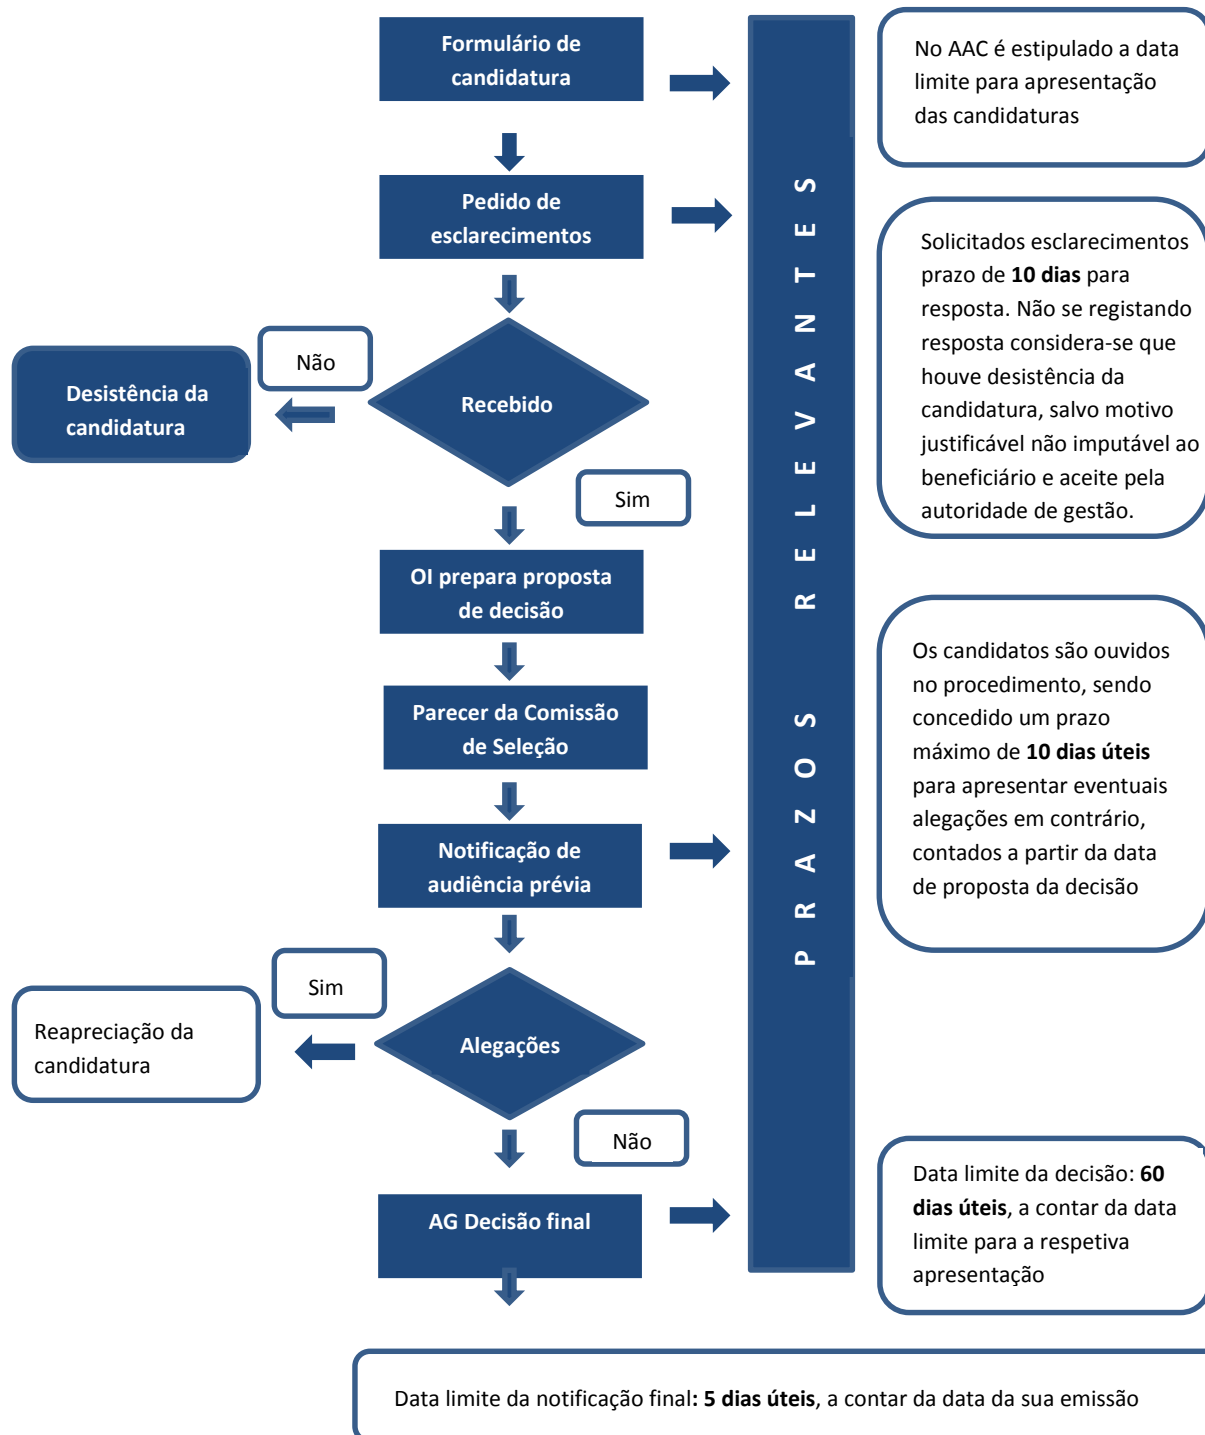 Formulário de
candidatura
No AAC é estipulado a data
limite para apresentação
das candidaturas
Pedido de
esclarecimentos
Solicitados esclarecimentos
prazo de 10 dias para
resposta. Não se registando
resposta considera-se que
houve desistência da
candidatura, salvo motivo
justificável não imputável ao
beneficiário e aceite pela
autoridade de gestão.
Não
Desistência da
candidatura
Recebido
Sim
OI prepara proposta
de decisão
Parecer da Comissão
de Seleção
Os candidatos são ouvidos
no procedimento, sendo
concedido um prazo
máximo de 10 dias úteis
para apresentar eventuais
alegações em contrário,
contados a partir da data
de proposta da decisão
Notificação de
audiência prévia
PRAZOS RELEVANTES
Sim
Reapreciação da
candidatura
Alegações
Não
AG Decisão final
Data limite da decisão: 60
dias úteis, a contar da data
limite para a respetiva
apresentação
Data limite da notificação final: 5 dias úteis, a contar da data da sua emissão